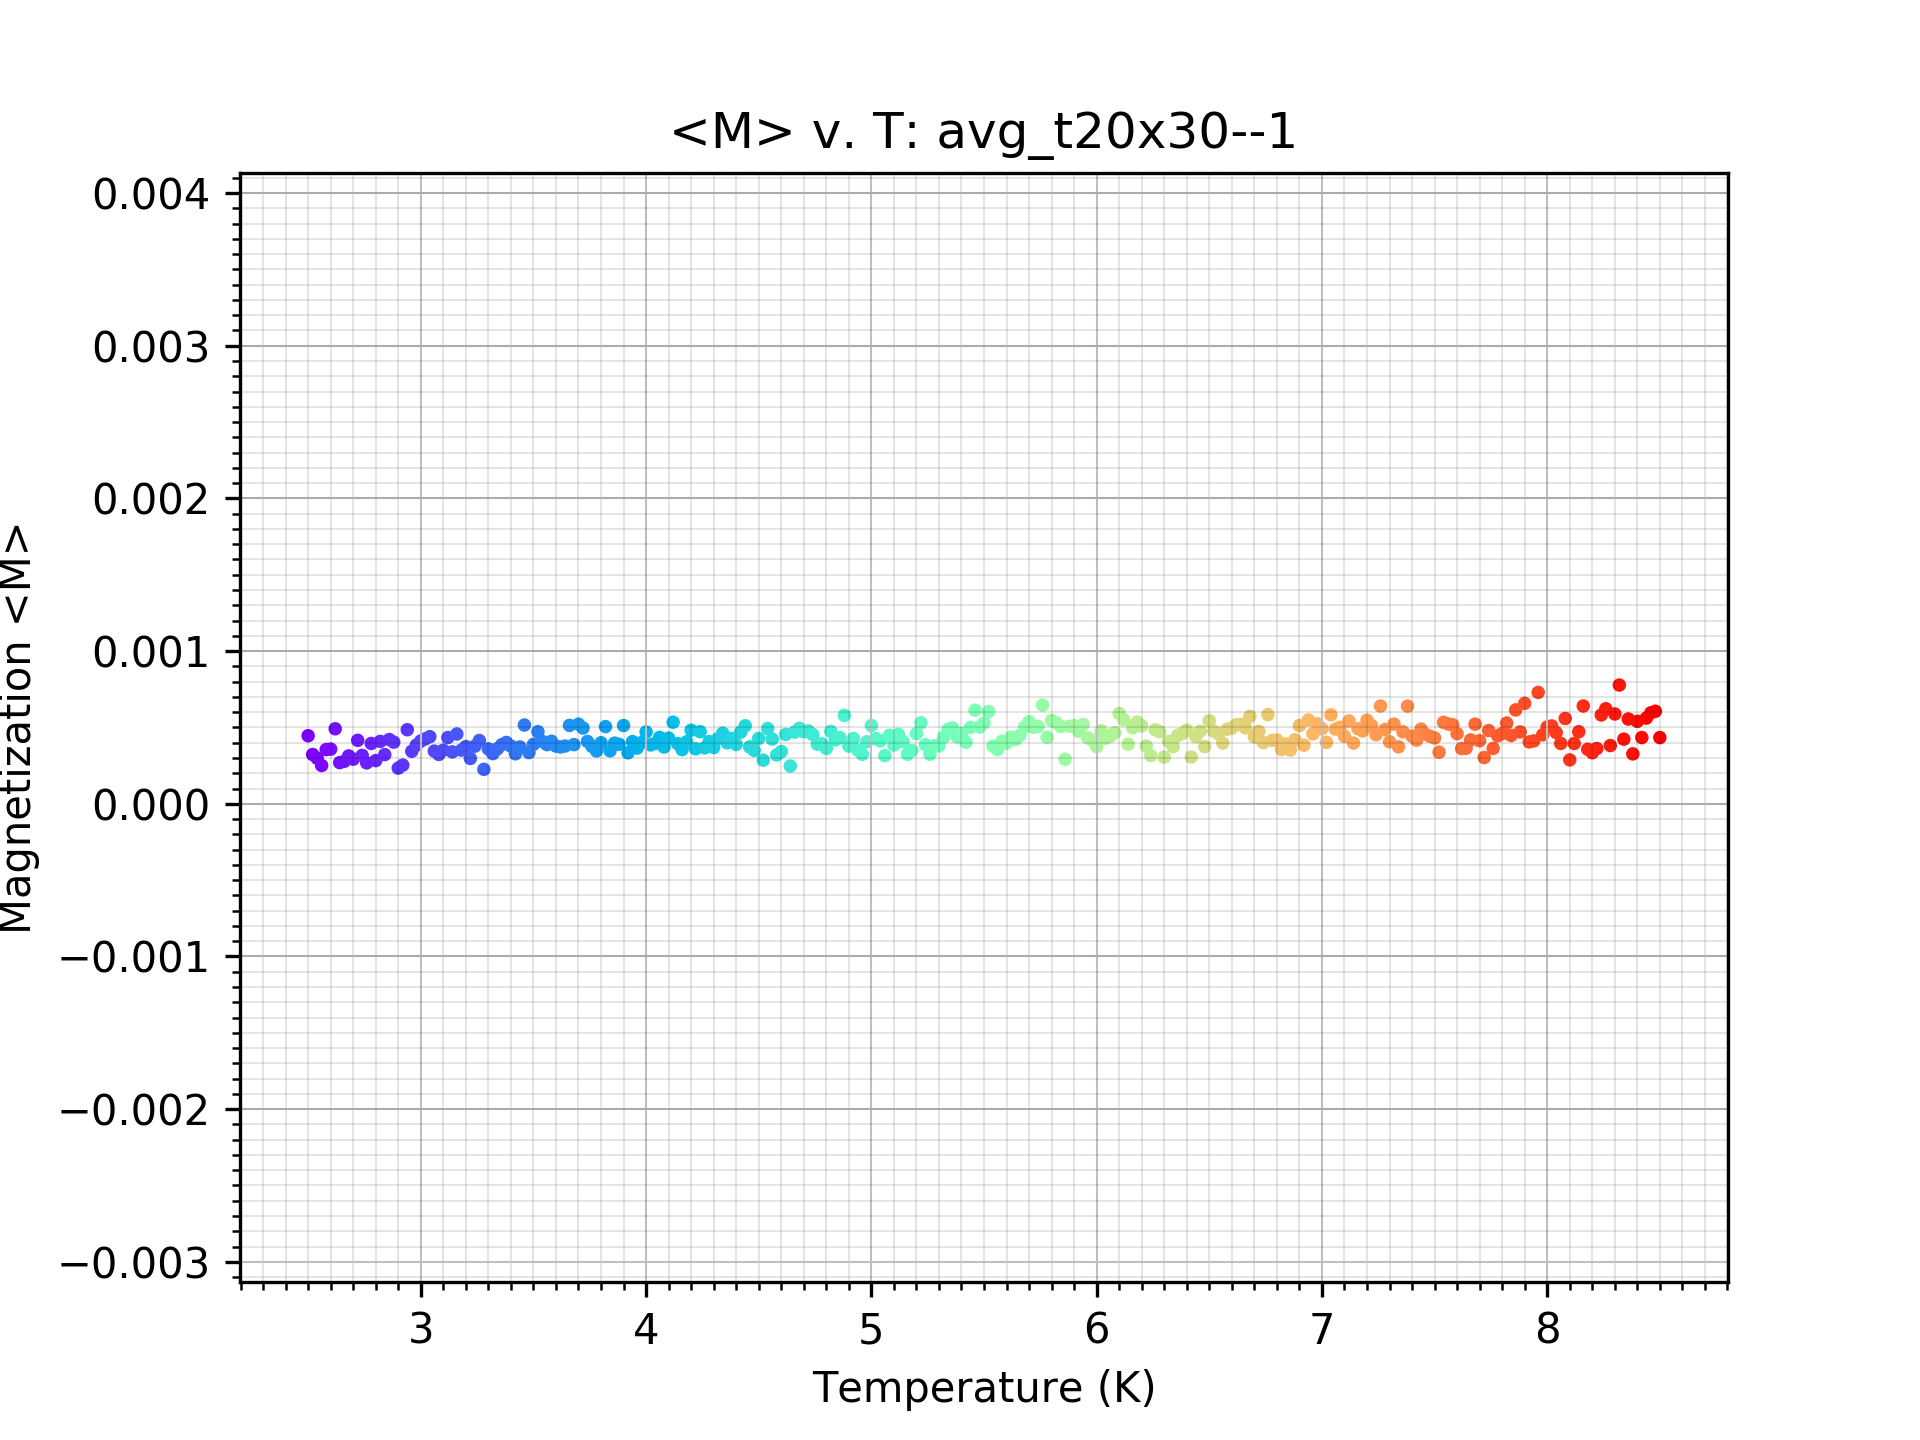 <M> v. T: avg_t20x30--1
0.004
0.003
0.002
0.001
0.000
−0.001
−0.002
−0.003
Magnetization <M>
3 4 5 6 7 8
Temperature (K)